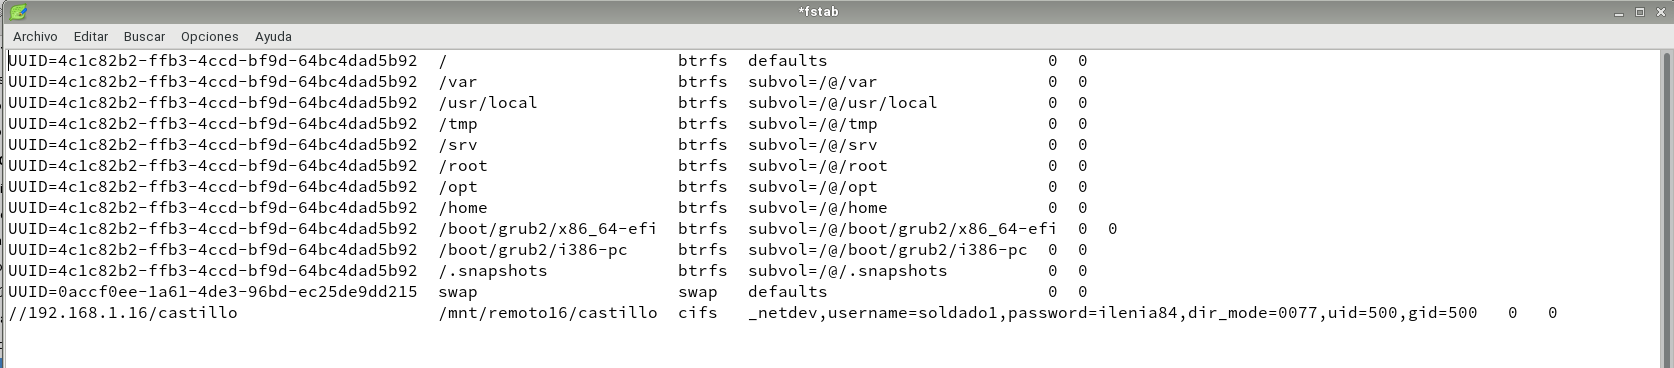 *fstab
Archivo Editar Buscar Opciones Ayuda
UUID=4c1c82b2-ffb3-4ccd-bf9d-64bc4dad5b92 / btrfs defaults 0 0
UUID=4c1c82b2-ffb3-4ccd-bf9d-64bc4dad5b92 /var btrfs subvol=/@/var 0 0
UUID=4c1c82b2-ffb3-4ccd-bf9d-64bc4dad5b92 /usr/local btrfs subvol=/@/usr/local 0 0
UUID=4c1c82b2-ffb3-4ccd-bf9d-64bc4dad5b92 /tmp btrfs subvol=/@/tmp 0 0
UUID=4c1c82b2-ffb3-4ccd-bf9d-64bc4dad5b92 /srv btrfs subvol=/@/srv 0 0
UUID=4c1c82b2-ffb3-4ccd-bf9d-64bc4dad5b92 /root btrfs subvol=/@/root 0 0
UUID=4c1c82b2-ffb3-4ccd-bf9d-64bc4dad5b92 /opt btrfs subvol=/@/opt 0 0
UUID=4c1c82b2-ffb3-4ccd-bf9d-64bc4dad5b92 /home btrfs subvol=/@/home 0 0
UUID=4c1c82b2-ffb3-4ccd-bf9d-64bc4dad5b92 /boot/grub2/x86_64-efi btrfs subvol=/@/boot/grub2/x86_64-efi 0 0
UUID=4c1c82b2-ffb3-4ccd-bf9d-64bc4dad5b92 /boot/grub2/i386-pc btrfs subvol=/@/boot/grub2/i386-pc 0 0
UUID=4c1c82b2-ffb3-4ccd-bf9d-64bc4dad5b92 /.snapshots btrfs subvol=/@/.snapshots 0 0
UUID=0accf0ee-1a61-4de3-96bd-ec25de9dd215 swap swap defaults 0 0
//192.168.1.16/castillo /mnt/remoto16/castillo cifs _netdev,username=soldado1,password=ilenia84,dir_mode=0077,uid=500,gid=500 0 0